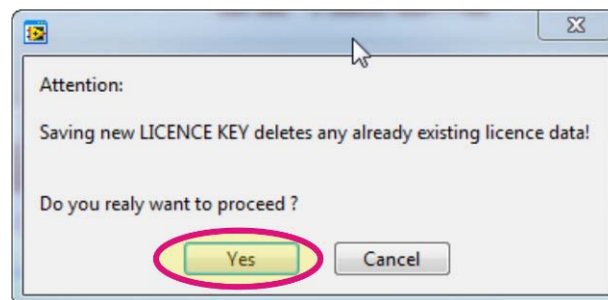 Attention:
Saving new LICENCE KEY deletes any already existing licence data!
Do you realy want to proceed ?
Yes
Cancel